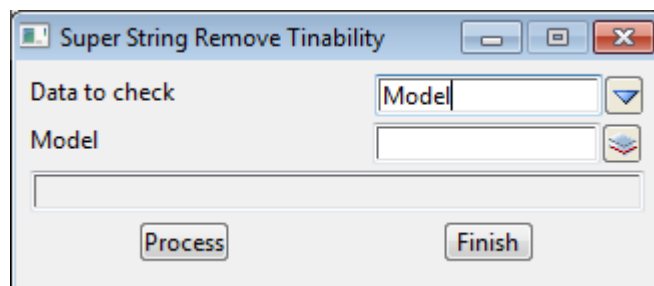 Super String Remove Tinability
Data to check Model
Model
Process Finish